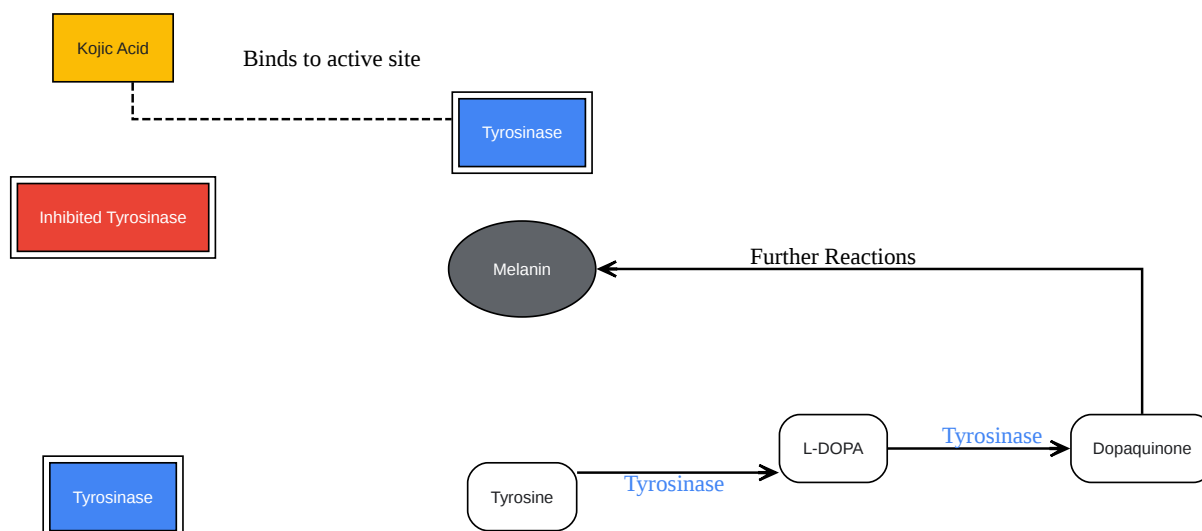 Kojic Acid
Binds to active site
Tyrosinase
Inhibited Tyrosinase
Melanin
Further Reactions
Tyrosinase
Tyrosine
Tyrosinase
L-DOPA
Tyrosinase
Dopaquinone